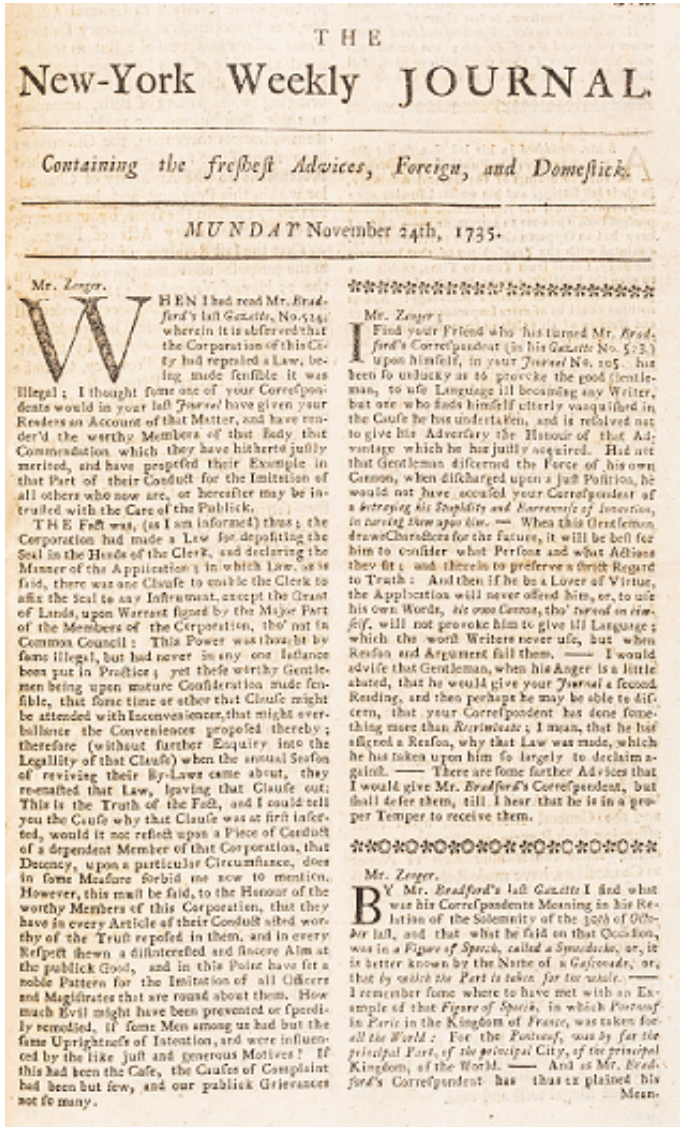 THE
New-York Weekly JOURNAL
Containing the freſheſt Advices, Foreign, and Domeſtick.
MUNDAY November 24th, 1735.
Mr. Zenger.
WHEN I had read Mr. Brad-
ford's laſt Gazette, No. 524,
wherein it is obſerved that
the Corporation of this Ci-
ty had repealed a Law, be-
ing made ſenſible it was
illegal; I thought ſome one of your Correſpon-
dents would in your laſt Journal have given your
Readers an Account of that Matter, and have ren-
der'd the worthy Members of that Body that
Commendation which they have hitherto juſtly
merited, and have propoſed their Example in
that Part of their Conduct for the Imitation of
all others who now are, or hereafter may be in-
truſted with the Care of the Publick.
THE Fact was, (as I am informed) thus; the
Corporation had made a Law for depoſiting the
Seal in the Hands of the Clerk, and declaring the
Manner of the Application; in which Law, as is
ſaid, there was one Clauſe to enable the Clerk to
affix the Seal to any Inſtrument, except the Grant
of Lands, upon Warrant ſigned by the Major Part
of the Members of the Corporation, tho' not in
Common Council: This Power was thought by
ſome illegal, but had never in any one Inſtance
been put in Practice; yet theſe worthy Gentle-
men being upon mature Conſideration made ſen-
ſible, that ſome time or other that Clauſe might
be attended with Inconveniences, that might over-
ballance the Conveniences propoſed thereby;
therefore (without further Enquiry into the
Legallity of that Clauſe) when the annual Seaſon
of reviving their By-Laws came about, they
re-enacted that Law, leaving that Clauſe out;
This is the Truth of the Fact, and I could tell
you the Cauſe why that Clauſe was at firſt inſer-
ted, would it not reflect upon a Piece of Conduct
of a dependent Member of that Corporation, that
Decency, upon a particular Circumſtance, does
in ſome Meaſure forbid me now to mention.
However, this muſt be ſaid, to the Honour of the
worthy Members of this Corporation, that they
have in every Article of their Conduct acted wor-
thy of the Truſt repoſed in them, and in every
Reſpect ſhewn a diſintereſted and ſincere Aim at
the publick Good, and in this Point have ſet a
noble Pattern for the Imitation of all Officers
and Magiſtrates that are round about them. How
much Evil might have been prevented or ſpeedi-
ly remedied, if ſome Men among us had but the
ſame Uprightneſs of Intention, and were influen-
ced by the like juſt and generous Motives! If
this had been the Caſe, the Cauſes of Complaint
had been but few, and our publick Grievances
not ſo many.
Mr. Zenger;
I Find your Friend who has turned Mr. Brad-
ford's Correſpondent (in his Gazette No. 523.)
upon himſelf, in your Journal No. 105. has
been ſo unlucky as to provoke the good Gentle-
man, to uſe Language ill becoming any Writer,
but one who finds himſelf utterly vanquiſhed in
the Cauſe he has undertaken, and is reſolved not
to give his Adverſary the Honour of that Ad-
vantage which he has juſtly acquired. Had not
that Gentleman diſcerned the Force of his own
Cannon, when diſcharged upon a juſt Poſition, he
would not have accuſed your Correſpondent of
a betraying his Stupidity and Barrenneſs of Invention,
in turning them upon him. — When this Gentleman
draws Characters for the future, it will be beſt for
him to conſider what Perſons and what Actions
they fit; and therein to preſerve a ſtrict Regard
to Truth: And then if he be a Lover of Virtue,
the Application will never offend him, or, to uſe
his own Words, his own Cannon, tho' turned on him-
ſelf, will not provoke him to give ill Language;
which the worſt Writers never uſe, but when
Reaſon and Argument fail them. — I would
adviſe that Gentleman, when his Anger is a little
abated, that he would give your Journal a ſecond
Reading, and then perhaps he may be able to diſ-
cern, that your Correſpondent has done ſome-
thing more than Recriminate; I mean, that he has
aſſigned a Reaſon, why that Law was made, which
he has taken upon him ſo largely to declaim a-
gainſt. — There are ſome further Advices that
I would give Mr. Bradford's Correſpondent, but
ſhall defer them, till I hear that he is in a pro-
per Temper to receive them.
Mr. Zenger.
BY Mr. Bradford's laſt Gazette I find what
was his Correſpondents Meaning in his Re-
lation of the Solemnity of the 30th of Octo-
ber laſt, and that what he ſaid on that Occaſion,
was in a Figure of Speech, called a Syneedoche, or, it
is better known by the Name of a Gaſconade, or,
that by which the Part is taken for the whole. —
I remember ſome where to have met with an Ex-
ample of that Figure of Speech, in which Pontneuf
in Paris in the Kingdom of France, was taken for
all the World: For the Pontneuf, was by far the
principal Part, of the principal City, of the principal
Kingdom, of the World. — And as Mr. Brad-
ford's Correſpondent has thus explained his
Mean-